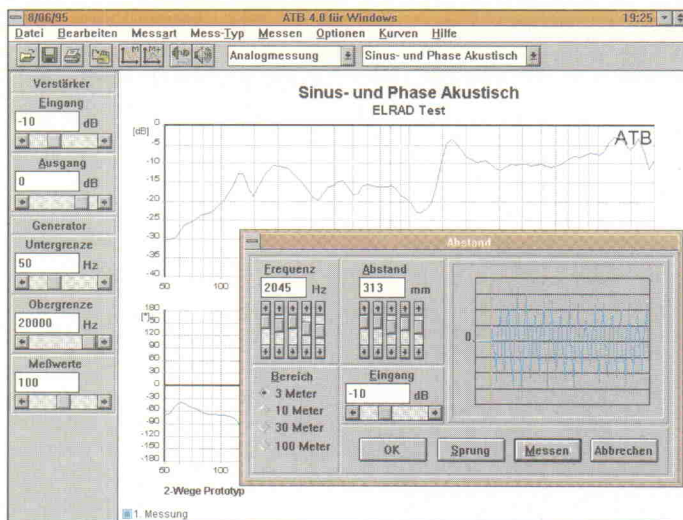 8/06/95 ATB 4.0 für Windows 19:25
Datei Bearbeiten Messart Mess-Typ Messen Optionen Kurven Hilfe
Analogmessung Sinus- und Phase Akustisch
Verstärker
Eingang
-10 dB
Ausgang
0 dB
Generator
Untergrenze
50 Hz
Obergrenze
20000 Hz
Meßwerte
100
Sinus- und Phase Akustisch
ELRAD Test
[dB]
0
-5
-10
-15
-20
-25
-30
-35
-40
ATB
180
[°]
150
120
90
60
30
0
-30
-60
-90
-120
-150
-180
50 100
50 100
2-Wege Prototyp
1. Messung
Abstand
Frequenz
2045 Hz
Abstand
313 mm
0.
Bereich
3 Meter
10 Meter
30 Meter
100 Meter
Eingang
-10 dB
OK Sprung Messen Abbrechen